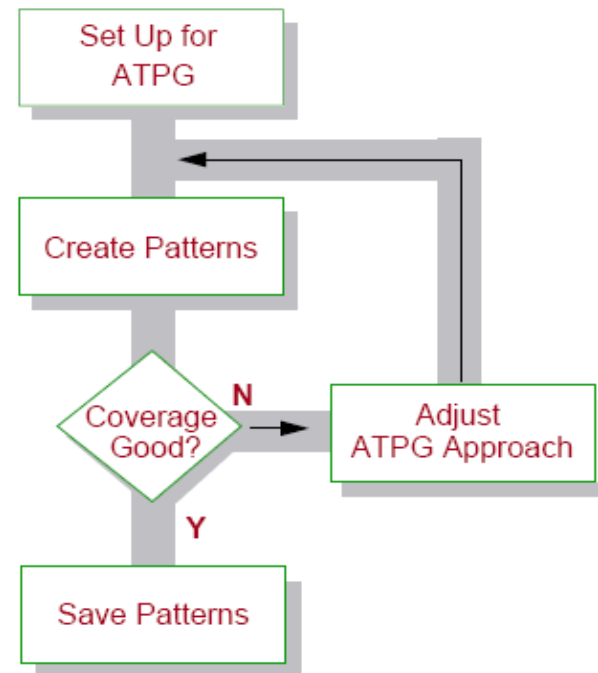 Set Up for
ATPG
Create Patterns
Coverage
Good?
N
Adjust
ATPG Approach
Y
Save Patterns